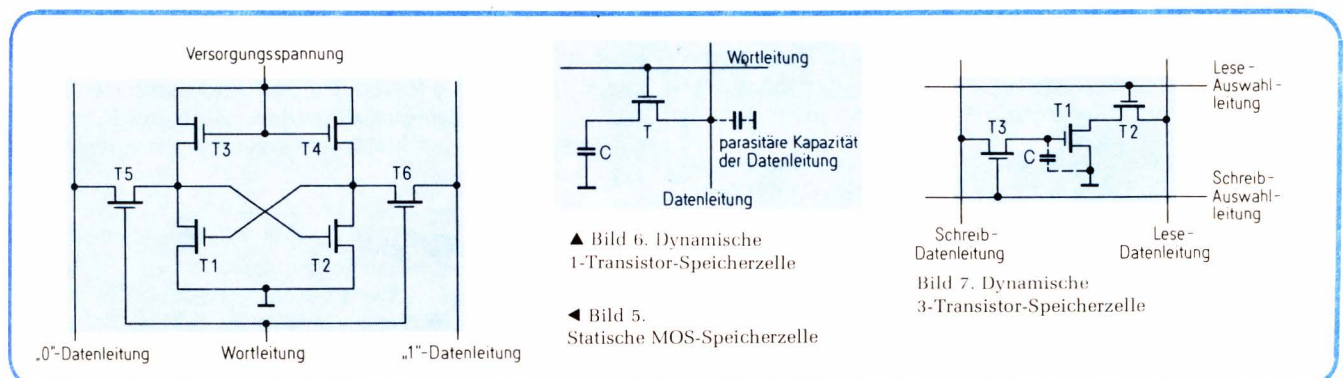 Versorgungsspannung
T3
T4
T5
T6
T1
T2
„0"-Datenleitung
Wortleitung
„1"-Datenleitung
Wortleitung
T
C
parasitäre Kapazität
der Datenleitung
Datenleitung
▲ Bild 6. Dynamische
1-Transistor-Speicherzelle
◄ Bild 5.
Statische MOS-Speicherzelle
Lese-
Auswahl-
leitung
T1
T3
T2
C
Schreib-
Auswahl-
leitung
Schreib-
Datenleitung
Lese-
Datenleitung
Bild 7. Dynamische
3-Transistor-Speicherzelle